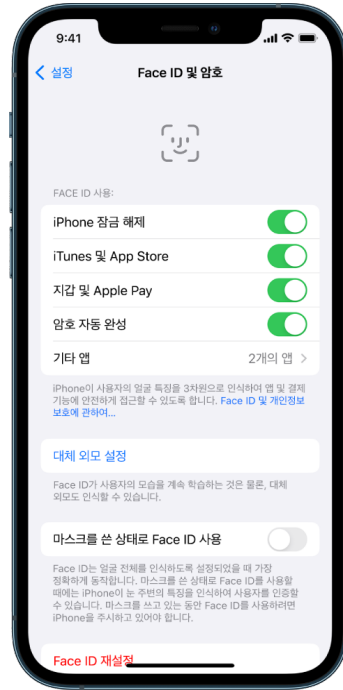 9:41
설정
Face ID 및 암호
FACE ID 사용:
iPhone 잠금 해제
iTunes 및 App Store
지갑 및 Apple Pay
암호 자동 완성
기타 앱 2개의 앱
iPhone이 사용자의 얼굴 특징을 3차원으로 인식하여 앱 및 결제
기능에 안전하게 접근할 수 있도록 합니다. Face ID 및 개인정보
보호에 관하여...
대체 외모 설정
Face ID가 사용자의 모습을 계속 학습하는 것은 물론, 대체
외모도 인식할 수 있습니다.
마스크를 쓴 상태로 Face ID 사용
Face ID는 얼굴 전체를 인식하도록 설정되었을 때 가장
정확하게 동작합니다. 마스크를 쓴 상태로 Face ID를 사용할
때에는 iPhone이 눈 주변의 특징을 인식하여 사용자를 인증할
수 있습니다. 마스크를 쓰고 있는 동안 Face ID를 사용하려면
iPhone을 주시하고 있어야 합니다.
Face ID 재설정